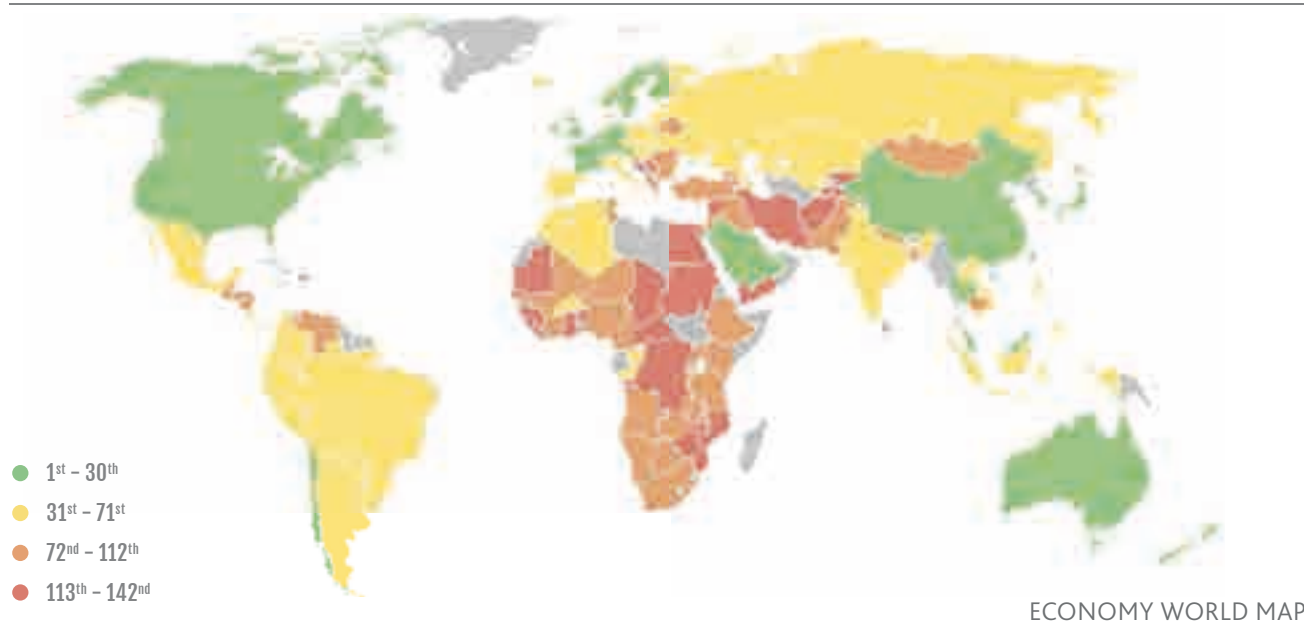 1st – 30th
31st – 71st
72nd – 112th
113th – 142nd
ECONOMY WORLD MAP